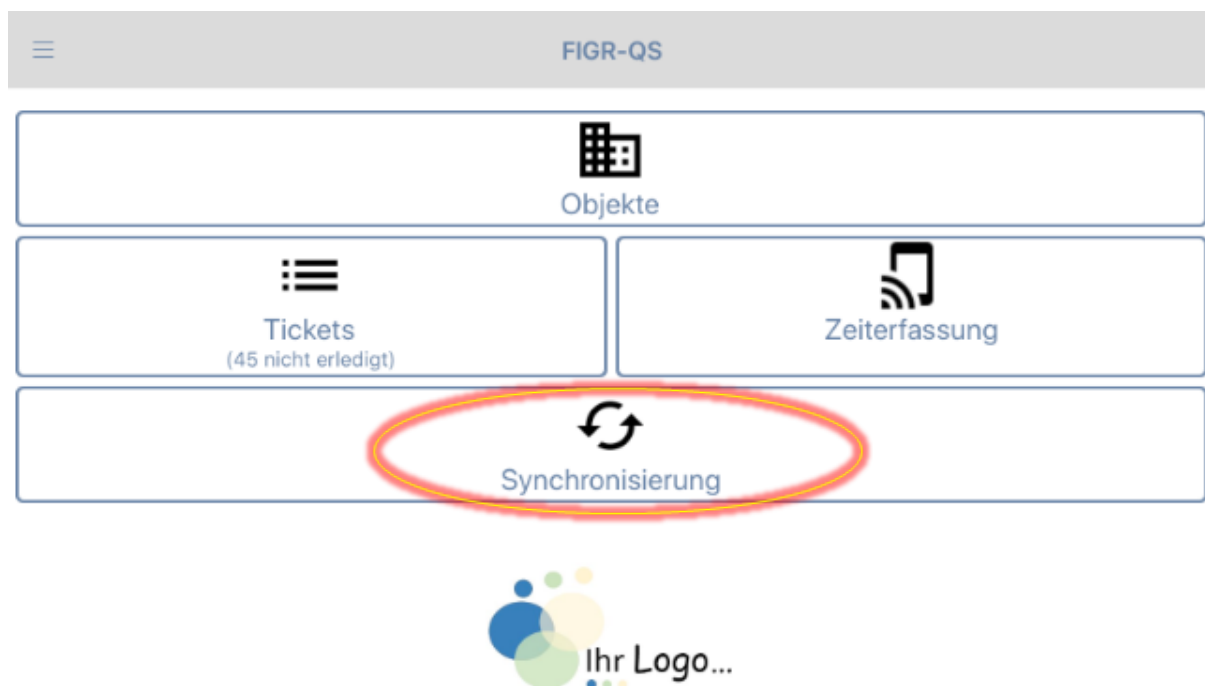 FIGR-QS
Objekte
Tickets
(45 nicht erledigt)
Zeiterfassung
Synchronisierung
Ihr Logo...